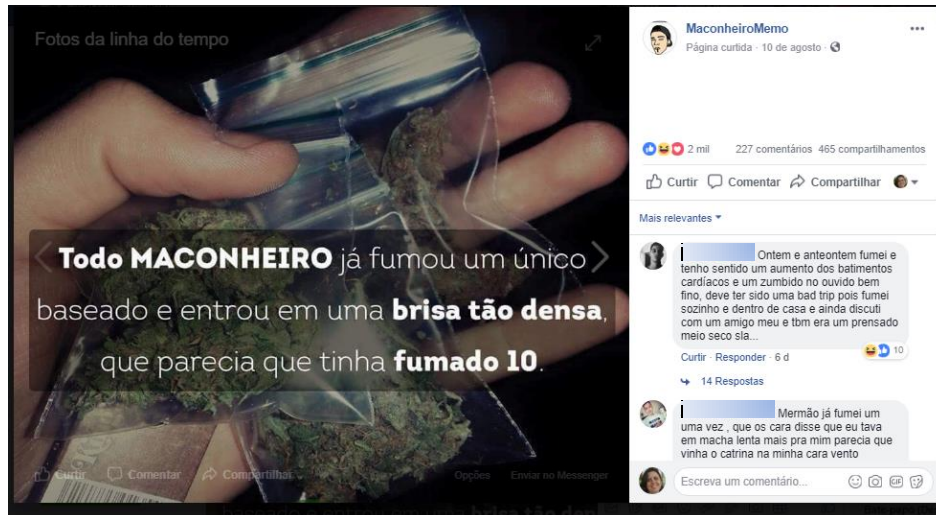 Fotos da linha do tempo
Todo MACONHEIRO já fumou um único
baseado e entrou em uma brisa tão densa,
que parecia que tinha fumado 10.
Curtir Comentar Compartilhar Opções Enviar no Messenger
MaconheiroMemo
Página curtida · 10 de agosto ·
2 mil 227 comentários 465 compartilhamentos
Curtir Comentar Compartilhar
Mais relevantes
Ontem e anteontem fumei e
tenho sentido um aumento dos batimentos
cardíacos e um zumbido no ouvido bem
fino, deve ter sido uma bad trip pois fumei
sozinho e dentro de casa e ainda discuti
com um amigo meu e tbm era um prensado
meio seco sla...
Curtir · Responder · 6 d 10
14 Respostas
Mermão já fumei um
uma vez , que os cara disse que eu tava
em macha lenta mais pra mim parecia que
vinha o catrina na minha cara vento
Escreva um comentário...
GIF